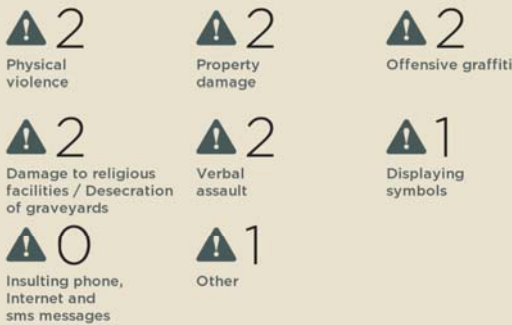 2
Physical
violence
2
Property
damage
2
Offensive graffiti
2
Damage to religious
facilities / Desecration
of graveyards
2
Verbal
assault
1
Displaying
symbols
0
Insulting phone,
Internet and
sms messages
1
Other